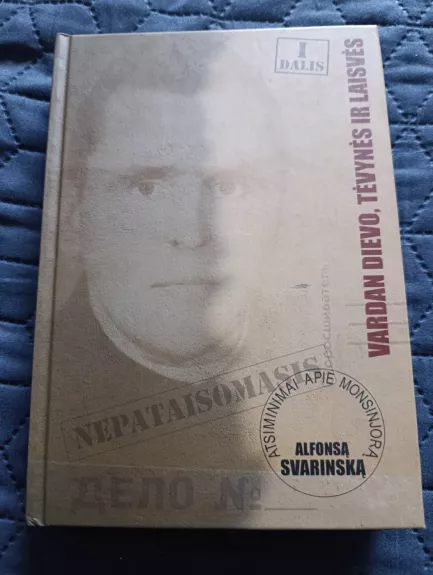 I
DALIS
VARDAN DIEVO, TĖVYNĖS IR LAISVĖS
NEPATAISOMASIS
ATSIMINIMAI APIE MONSINJORĄ
ALFONSĄ
SVARINSKĄ
ДЕЛО №